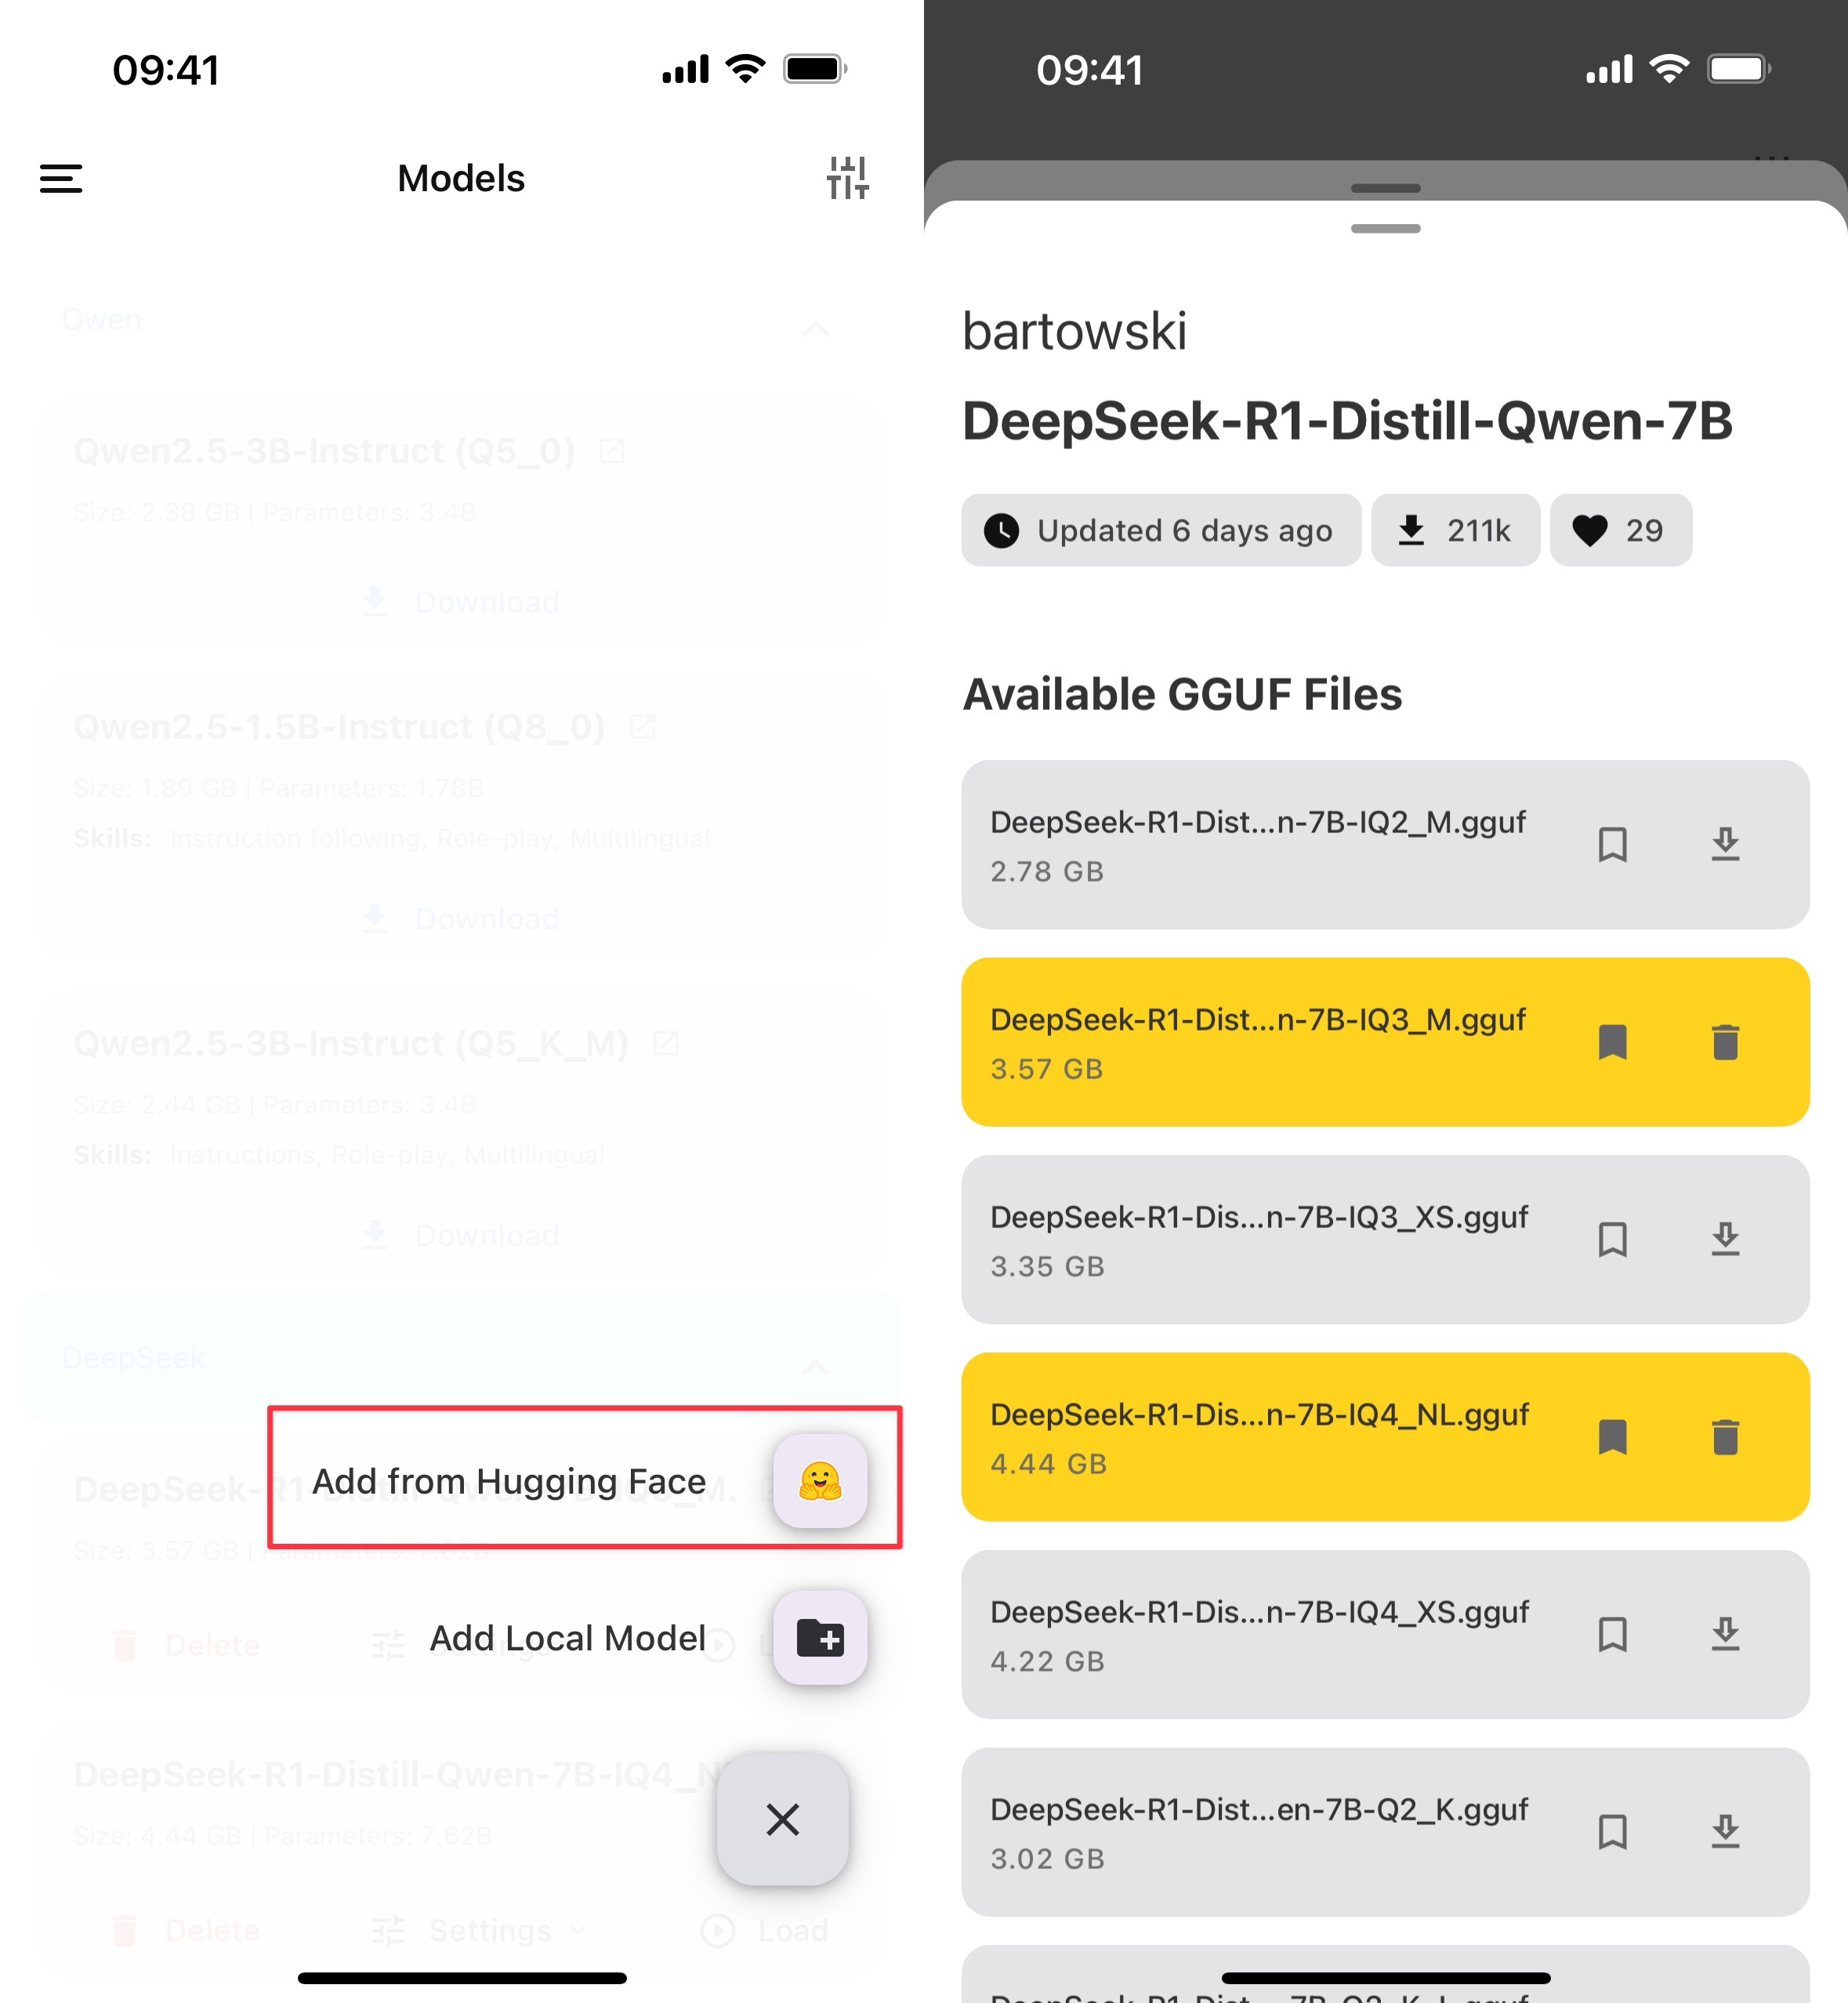 09:41
Models
Qwen
Qwen2.5-3B-Instruct (Q5_0)
Size: 2.38 GB | Parameters: 3.4B
Download
Qwen2.5-1.5B-Instruct (Q8_0)
Size: 1.89 GB | Parameters: 1.78B
Skills: Instruction following, Role-play, Multilingual
Download
Qwen2.5-3B-Instruct (Q5_K_M)
Size: 2.44 GB | Parameters: 3.4B
Skills: Instructions, Role-play, Multilingual
Download
DeepSeek
Add from Hugging Face
DeepSeek-R1-Distill-Qwen-7B-IQ3_M.
Size: 3.57 GB | Parameters: 7.62B
Add Local Model
Delete
Settings
DeepSeek-R1-Distill-Qwen-7B-IQ4_N
Size: 4.44 GB | Parameters: 7.62B
Delete
Settings
Load
09:41
bartowski
DeepSeek-R1-Distill-Qwen-7B
Updated 6 days ago
211k
29
Available GGUF Files
DeepSeek-R1-Dist...n-7B-IQ2_M.gguf
2.78 GB
DeepSeek-R1-Dist...n-7B-IQ3_M.gguf
3.57 GB
DeepSeek-R1-Dis...n-7B-IQ3_XS.gguf
3.35 GB
DeepSeek-R1-Dis...n-7B-IQ4_NL.gguf
4.44 GB
DeepSeek-R1-Dis...n-7B-IQ4_XS.gguf
4.22 GB
DeepSeek-R1-Dist...en-7B-Q2_K.gguf
3.02 GB